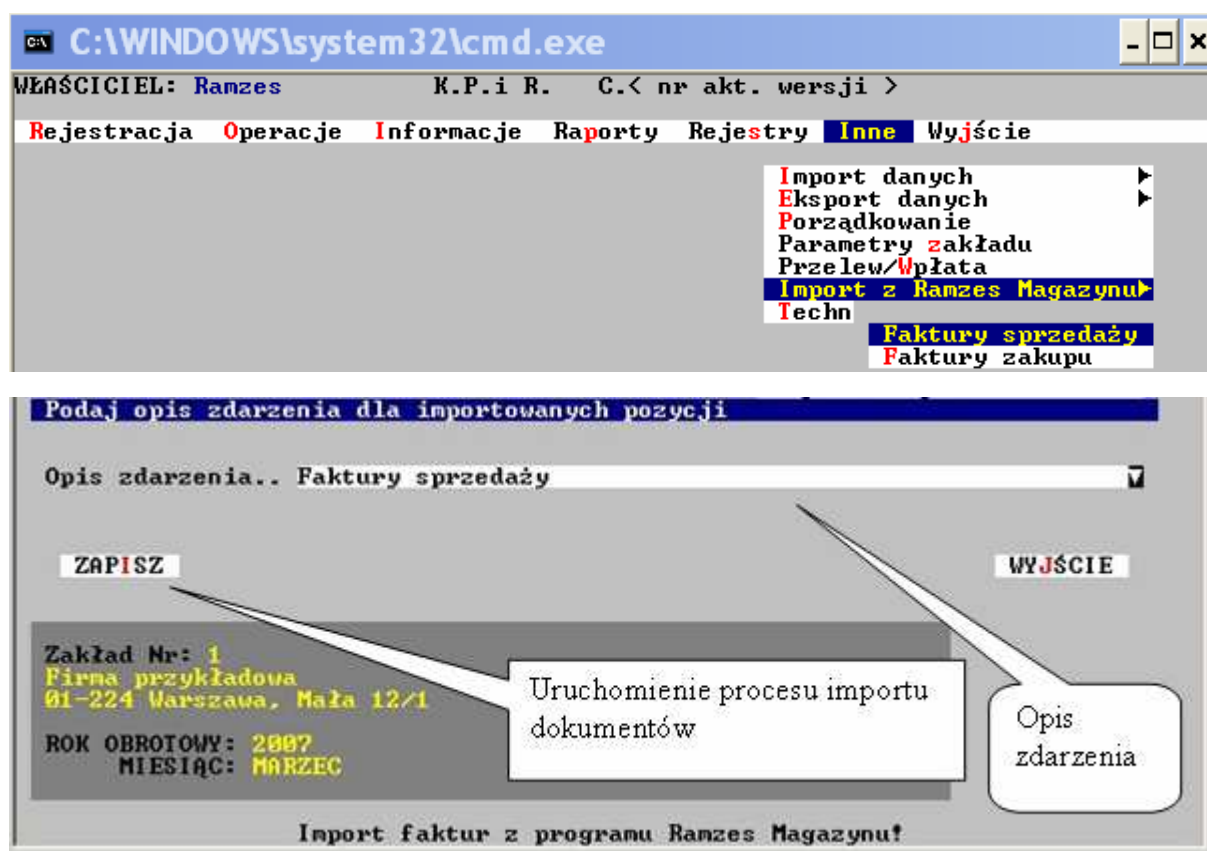 C:\WINDOWS\system32\cmd.exe
WŁAŚCICIEL: Ramzes K.P.i R. C.< nr akt. wersji >
Rejestracja Operacje Informacje Raporty Rejestry Inne Wyjście
Import danych
Eksport danych
Porządkowanie
Parametry zakładu
Przelew/Wpłata
Import z Ramzes Magazynu
Techn
Faktury sprzedaży
Faktury zakupu
Podaj opis zdarzenia dla importowanych pozycji
Opis zdarzenia.. Faktury sprzedaży
ZAPISZ WYJŚCIE
Zakład Nr: 1
Firma przykładowa
01-224 Warszawa, Mała 12/1
ROK OBROTOWY: 2007
MIESIĄC: MARZEC
Uruchomienie procesu importu
dokumentów
Opis
zdarzenia
Import faktur z programu Ramzes Magazynu!